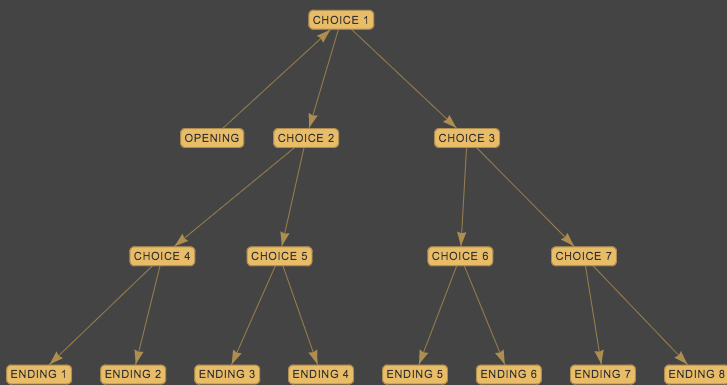 CHOICE 1
OPENING
CHOICE 2
CHOICE 3
CHOICE 4
CHOICE 5
CHOICE 6
CHOICE 7
ENDING 1
ENDING 2
ENDING 3
ENDING 4
ENDING 5
ENDING 6
ENDING 7
ENDING 8